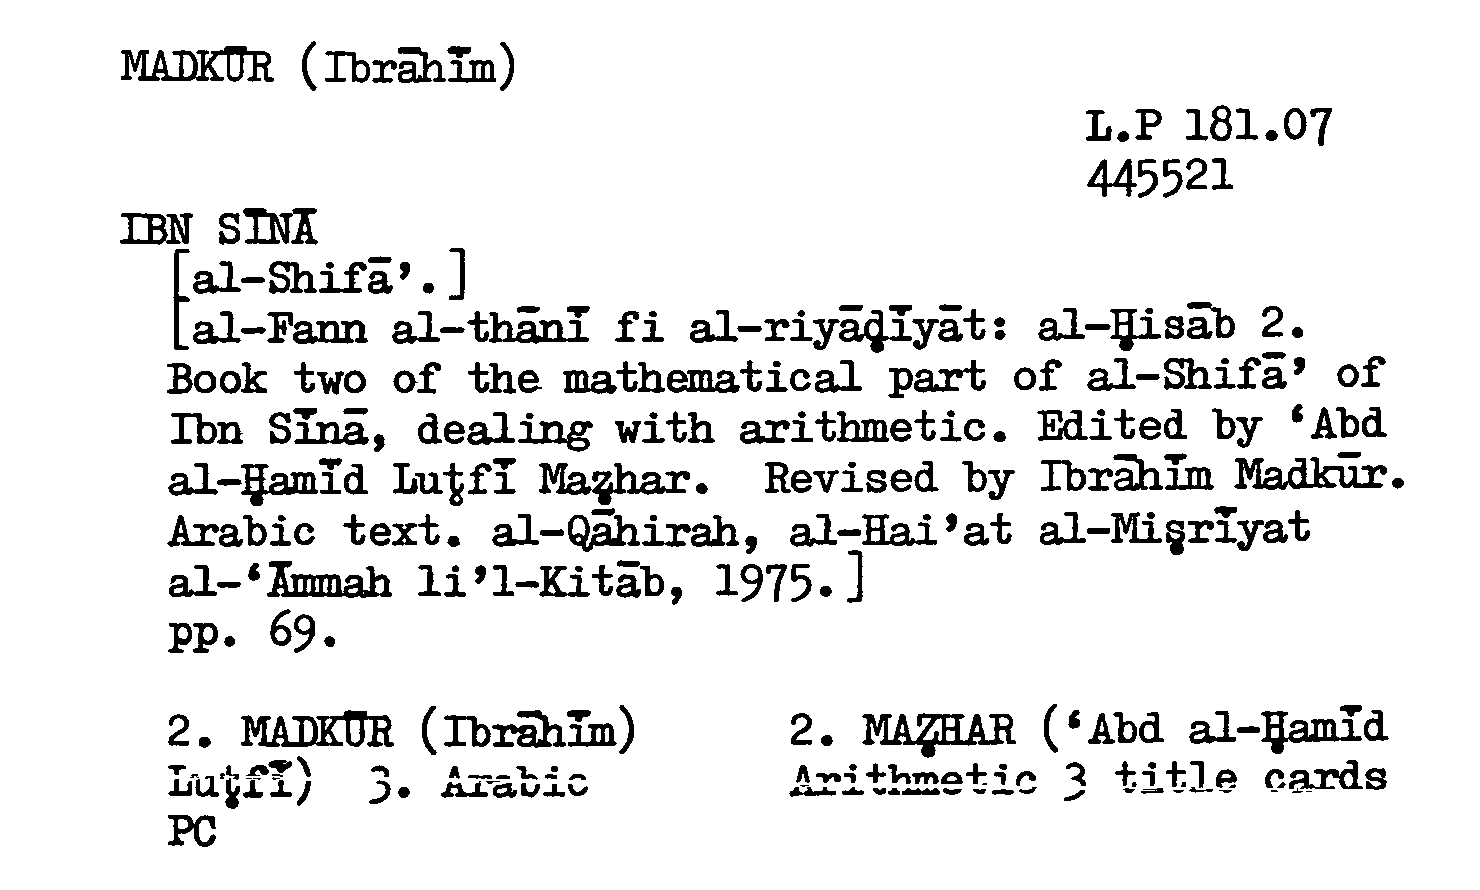 MADKŪR (Ibrāhīm)
L.P 181.07
445521
IBN SĪNĀ
[al-Shifā’.]
[al-Fann al-thānī fi al-riyāḍīyāt: al-Ḥisāb 2.
Book two of the mathematical part of al-Shifā’ of
Ibn Sīnā, dealing with arithmetic. Edited by ‘Abd
al-Ḥamīd Luṭfī Maẓhar. Revised by Ibrāhīm Madkūr.
Arabic text. al-Qāhirah, al-Hai’at al-Miṣrīyat
al-‘Āmmah li’l-Kitāb, 1975.]
pp. 69.
2. MADKŪR (Ibrāhīm) 2. MAẒHAR (‘Abd al-Ḥamīd
Luṭfī) 3. Arabic Arithmetic 3 title cards
PC